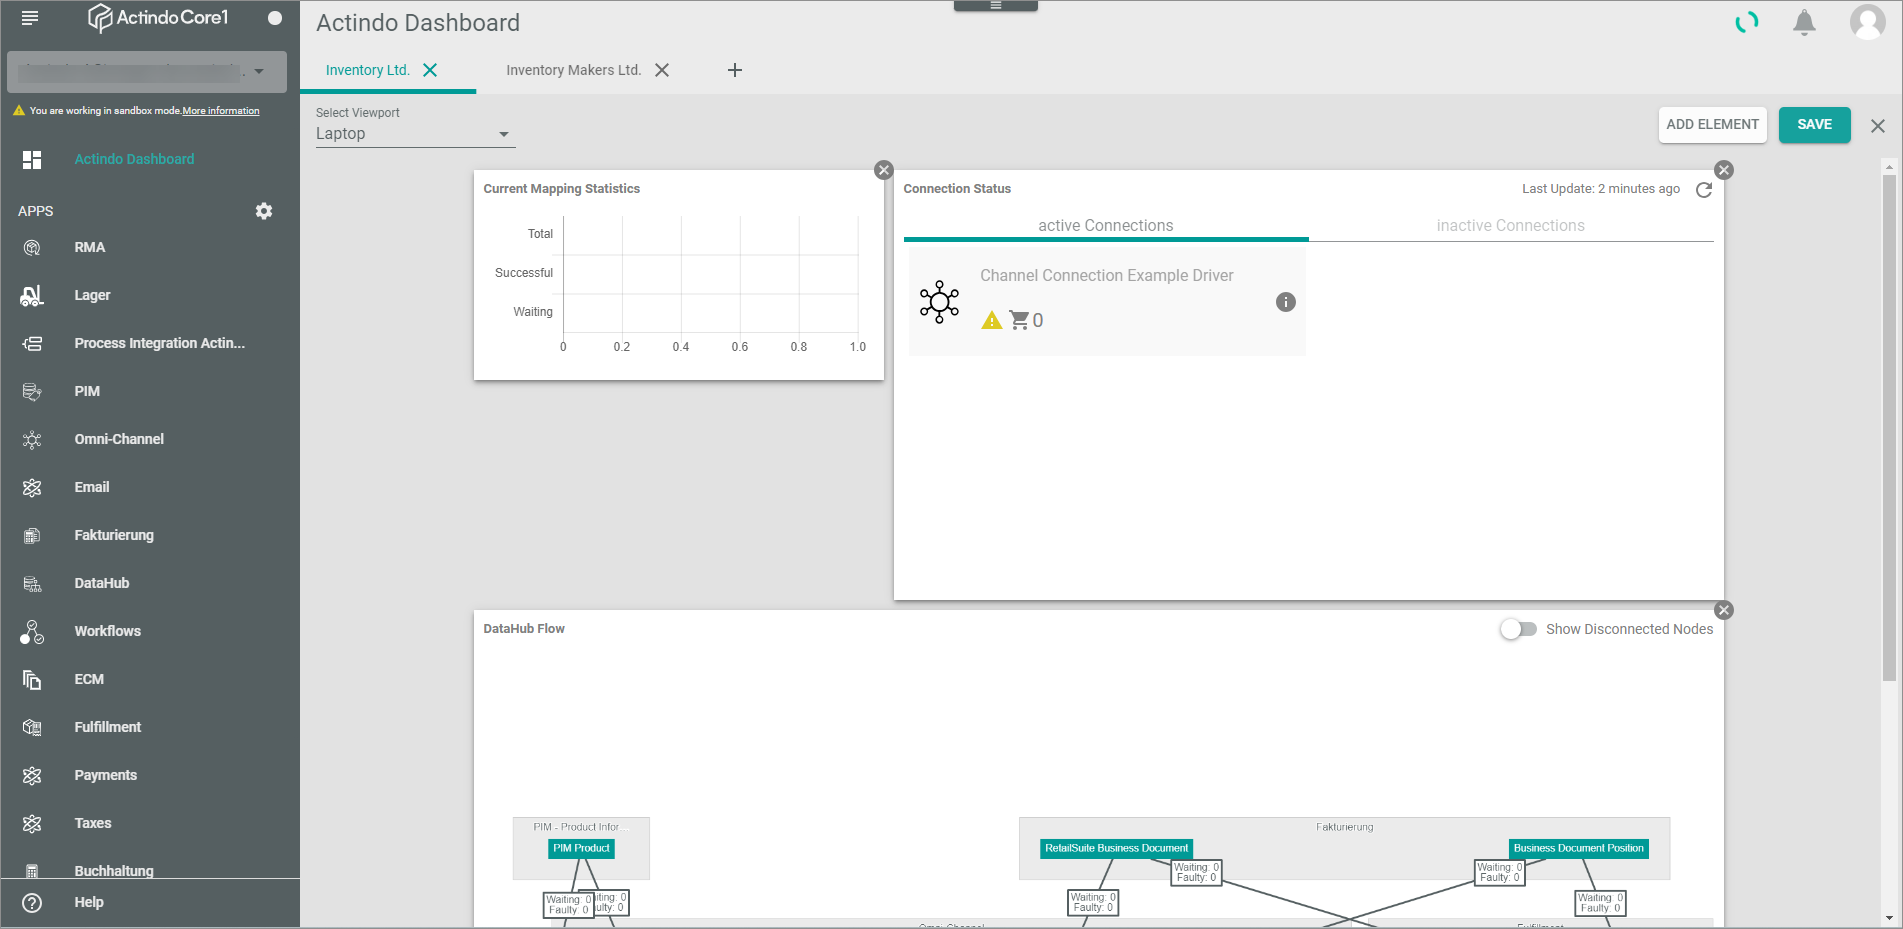 Actindo Core1
Actindo Dashboard
Inventory Ltd.
Inventory Makers Ltd.
You are working in sandbox mode.More information
Select Viewport
Laptop
ADD ELEMENT
SAVE
Actindo Dashboard
APPS
RMA
Lager
Process Integration Actin...
PIM
Omni-Channel
Email
Fakturierung
DataHub
Workflows
ECM
Fulfillment
Payments
Taxes
Buchhaltung
Help
Current Mapping Statistics
Total
Successful
Waiting
0 0.2 0.4 0.6 0.8 1.0
Connection Status
Last Update: 2 minutes ago
active Connections
inactive Connections
Channel Connection Example Driver
0
DataHub Flow
Show Disconnected Nodes
PIM - Product Infor...
PIM Product
Waiting: 0
Faulty: 0
iting: 0
ulty: 0
Fakturierung
RetailSuite Business Document
Waiting: 0
Faulty: 0
Waiting: 0
Faulty: 0
Business Document Position
Waiting: 0
Faulty: 0
Waiting: 0
Faulty: 0